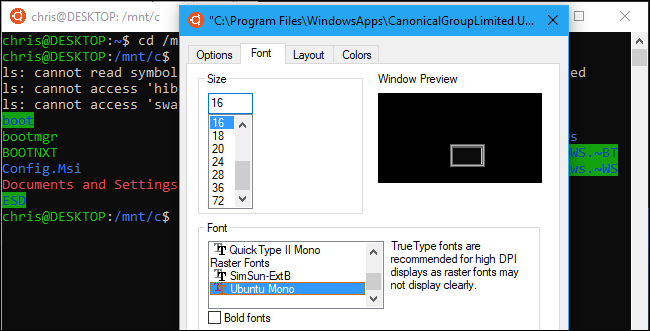 chris@DESKTOP: /mnt/c
"C:\Program Files\WindowsApps\CanonicalGroupLimited.U...
chris@DESKTOP:~$ cd /m
chris@DESKTOP:/mnt/c$
ls: cannot read symbol
ls: cannot access 'hib
ls: cannot access 'swa
boot
bootmgr
BOOTNXT
WS.~BT
Config.Msi
WS.~WS
Documents and Settings
ESD
chris@DESKTOP:/mnt/c$
Options
Font
Layout
Colors
Size
16
16
18
20
24
28
36
72
Window Preview
Font
QuickType II Mono
Raster Fonts
SimSun-ExtB
Ubuntu Mono
Bold fonts
TrueType fonts are
recommended for high DPI
displays as raster fonts may
not display clearly.